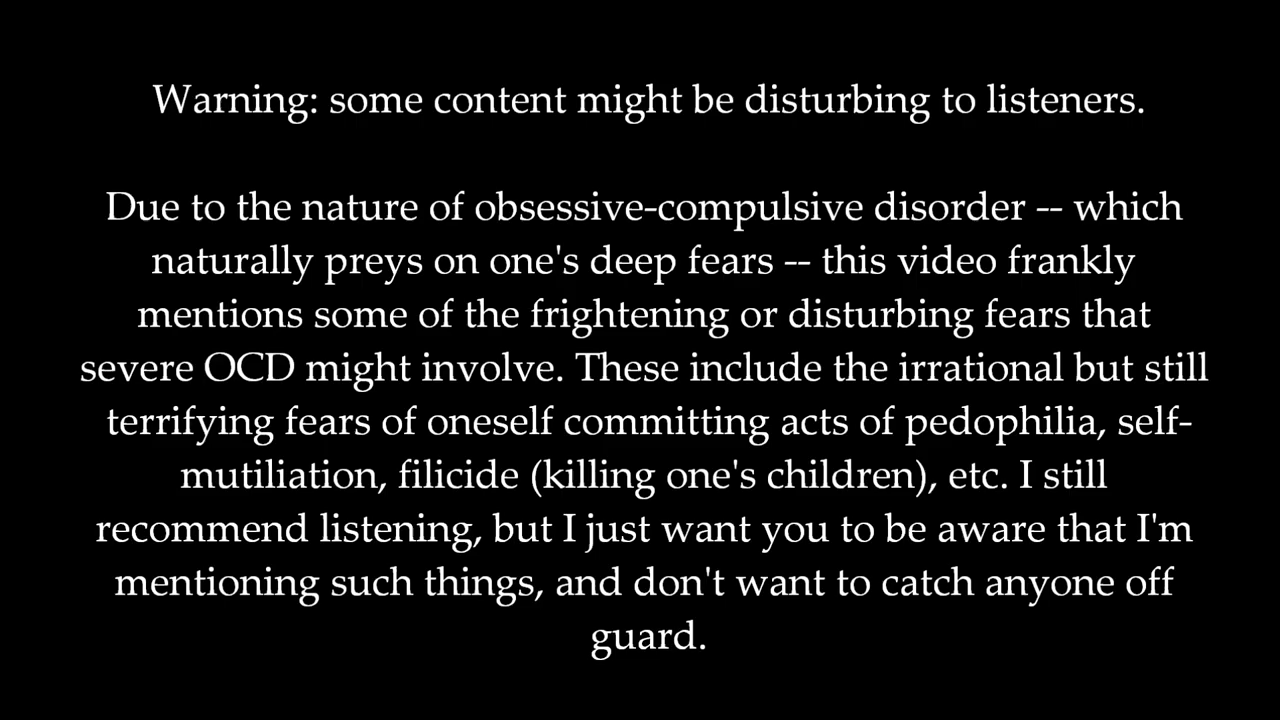 Warning: some content might be disturbing to listeners.
Due to the nature of obsessive-compulsive disorder -- which
naturally preys on one's deep fears -- this video frankly
mentions some of the frightening or disturbing fears that
severe OCD might involve. These include the irrational but still
terrifying fears of oneself committing acts of pedophilia, self-
mutiliation, filicide (killing one's children), etc. I still
recommend listening, but I just want you to be aware that I'm
mentioning such things, and don't want to catch anyone off
guard.